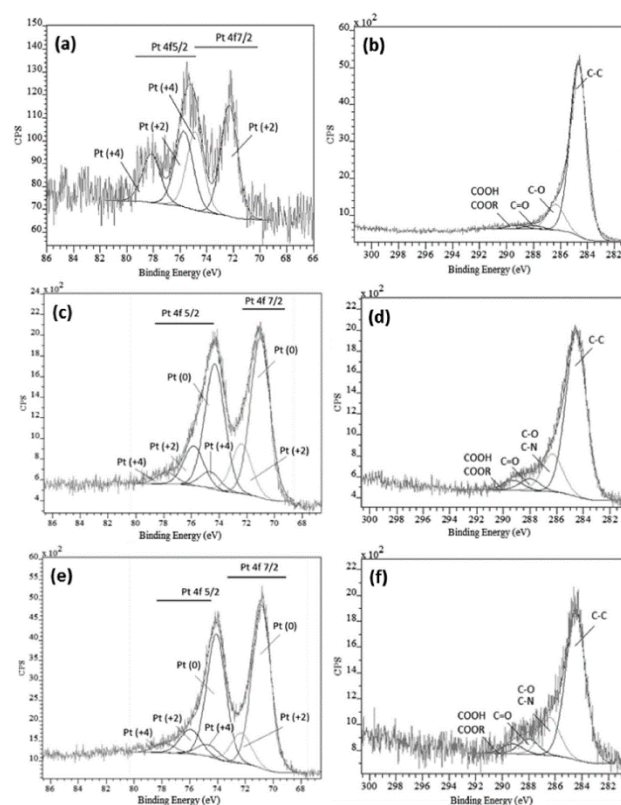 (a)
Pt 4f5/2
Pt 4f7/2
Pt (+4)
Pt (+2)
Pt (+4)
Pt (+2)
CPS
150
140
130
120
110
100
90
80
70
60
86 84 82 80 78 76 74 72 70 68 66
Binding Energy (eV)
(b)
x 10²
C-C
C-O
C=O
COOH
COOR
CPS
50
40
30
20
10
301 298 296 294 292 290 288 286 284 282
Binding Energy (eV)
(c)
x 10²
Pt 4f 5/2
Pt 4f 7/2
Pt (0)
Pt (0)
Pt (+2)
Pt (+4)
Pt (+4)
Pt (+2)
CPS
24
22
20
18
16
14
12
10
8
6
4
86 84 82 80 78 76 74 72 70 68
Binding Energy (eV)
(d)
x 10²
C-C
C-O
C-N
COOH
COOR
C=O
CPS
20
18
16
14
12
10
8
6
4
300 298 296 294 292 290 288 286 284 282
Binding Energy (eV)
(e)
x 10²
Pt 4f 7/2
Pt 4f 5/2
Pt (0)
Pt (0)
Pt (+2)
Pt (+4)
Pt (+4)
Pt (+2)
CPS
55
50
45
40
35
30
25
20
15
10
86 84 82 80 78 76 74 72 70 68
Binding Energy (eV)
(f)
x 10²
C-C
C-O
C-N
COOH
COOR
C=O
CPS
20
18
16
14
12
10
8
300 298 296 294 292 290 288 286 284 282
Binding Energy (eV)